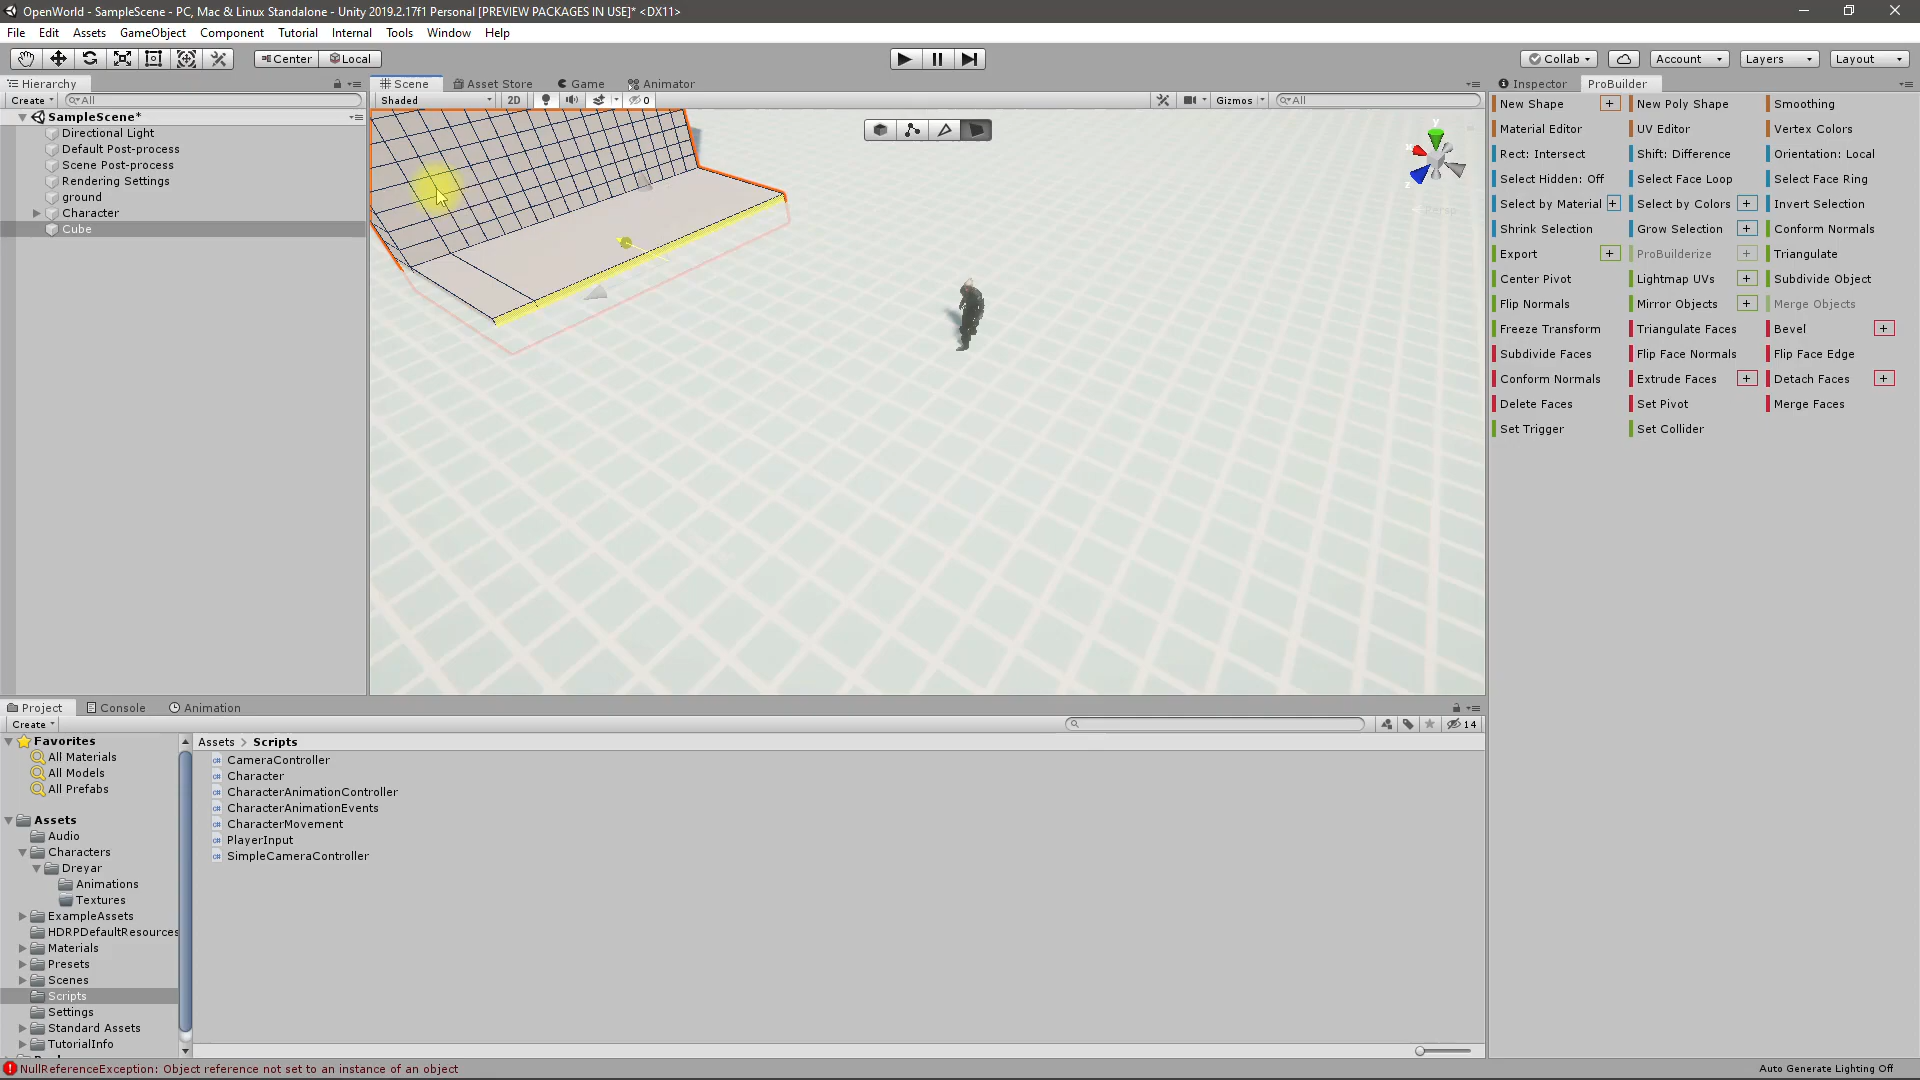 OpenWorld - SampleScene - PC, Mac & Linux Standalone - Unity 2019.2.17f1 Personal [PREVIEW PACKAGES IN USE]* <DX11>
File Edit Assets GameObject Component Tutorial Internal Tools Window Help
Center Local Collab Account Layers Layout
Hierarchy Scene Asset Store Game Animator Inspector ProBuilder
Create All Shaded 2D 0 Gizmos All
SampleScene*
Directional Light
Default Post-process
Scene Post-process
Rendering Settings
ground
Character
Cube
y
z
Persp
New Shape + New Poly Shape Smoothing
Material Editor UV Editor Vertex Colors
Rect: Intersect Shift: Difference Orientation: Local
Select Hidden: Off Select Face Loop Select Face Ring
Select by Material + Select by Colors + Invert Selection
Shrink Selection Grow Selection + Conform Normals
Export + ProBuilderize + Triangulate
Center Pivot Lightmap UVs + Subdivide Object
Flip Normals Mirror Objects + Merge Objects
Freeze Transform Triangulate Faces Bevel +
Subdivide Faces Flip Face Normals Flip Face Edge
Conform Normals Extrude Faces + Detach Faces +
Delete Faces Set Pivot Merge Faces
Set Trigger Set Collider
Project Console Animation
Create 14
Favorites
All Materials
All Models
All Prefabs
Assets
Audio
Characters
Dreyar
Animations
Textures
ExampleAssets
HDRPDefaultResources
Materials
Presets
Scenes
Scripts
Settings
Standard Assets
TutorialInfo
Assets > Scripts
CameraController
Character
CharacterAnimationController
CharacterAnimationEvents
CharacterMovement
PlayerInput
SimpleCameraController
NullReferenceException: Object reference not set to an instance of an object
Auto Generate Lighting Off